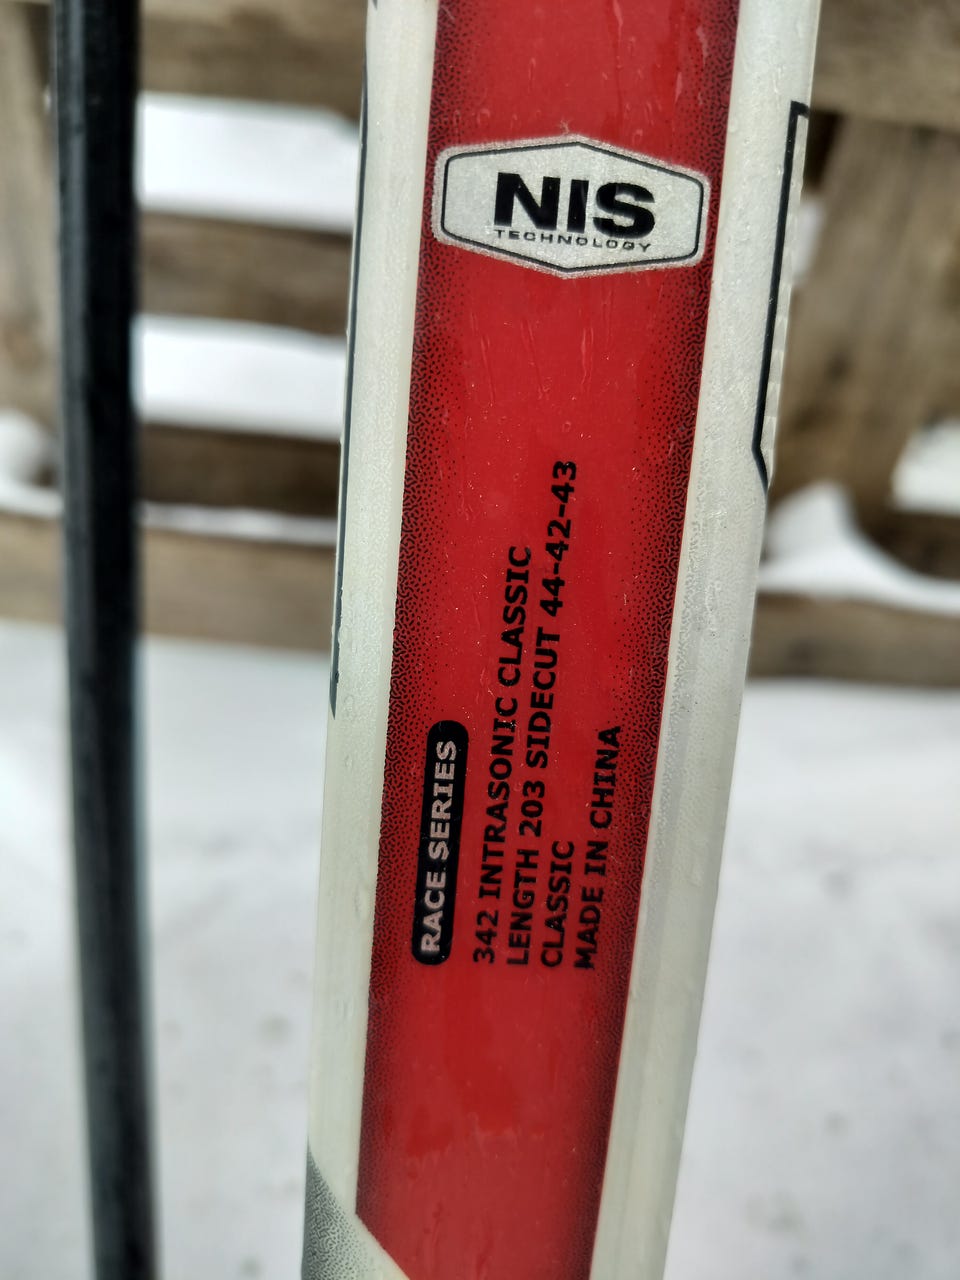 NIS
TECHNOLOGY
RACE SERIES
342 INTRASONIC CLASSIC
LENGTH 203 SIDECUT 44-42-43
CLASSIC
MADE IN CHINA